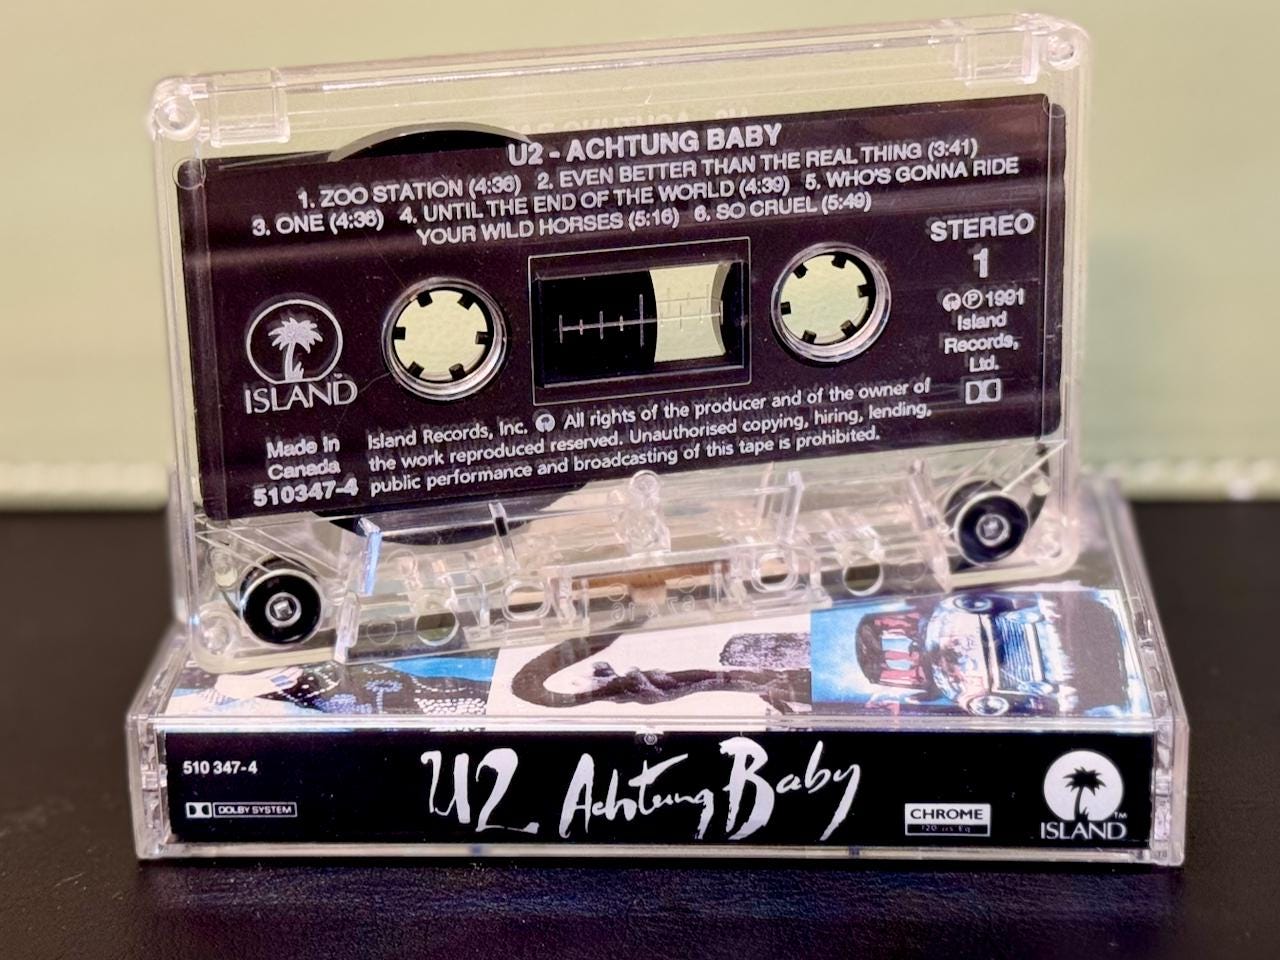 U2 - ACHTUNG BABY
1. ZOO STATION (4:36) 2. EVEN BETTER THAN THE REAL THING (3:41)
3. ONE (4:36) 4. UNTIL THE END OF THE WORLD (4:39) 5. WHO'S GONNA RIDE
YOUR WILD HORSES (5:16) 6. SO CRUEL (5:49)
STEREO
1
℗ 1991
Island
Records,
Ltd.
ISLAND
Made in
Canada
510347-4
Island Records, Inc. All rights of the producer and of the owner of
the work reproduced reserved. Unauthorised copying, hiring, lending,
public performance and broadcasting of this tape is prohibited.
510 347-4
DOLBY SYSTEM
U2 Achtung Baby
CHROME
120 µs Eq
ISLAND™